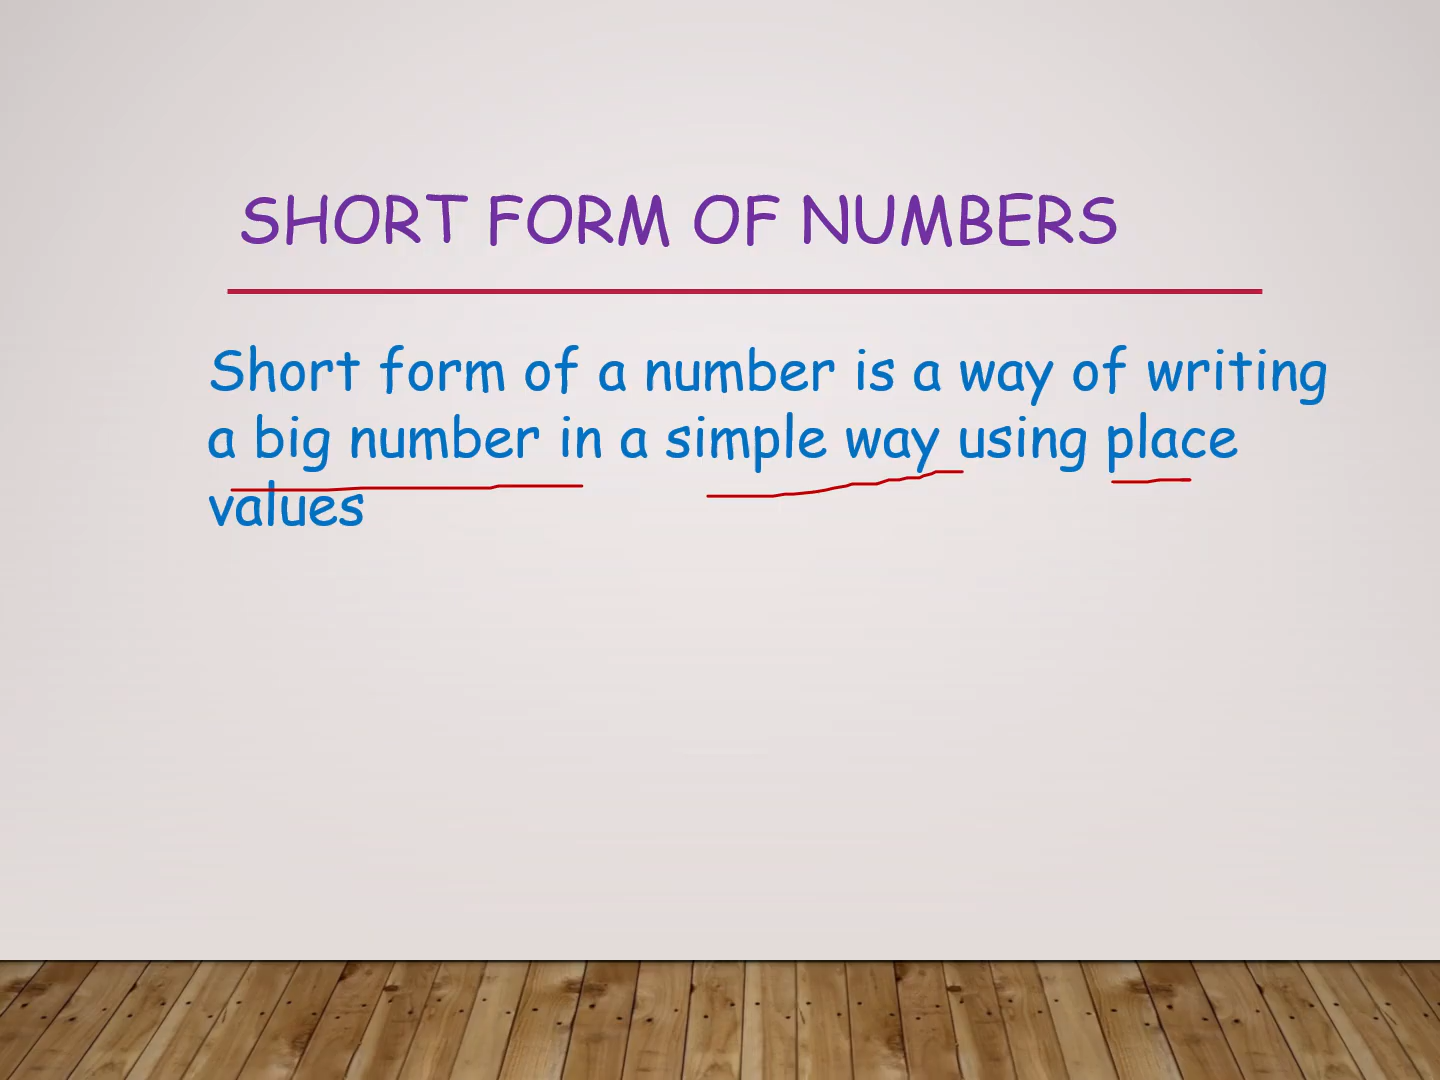 SHORT FORM OF NUMBERS
Short form of a number is a way of writing
a big number in a simple way using place
values